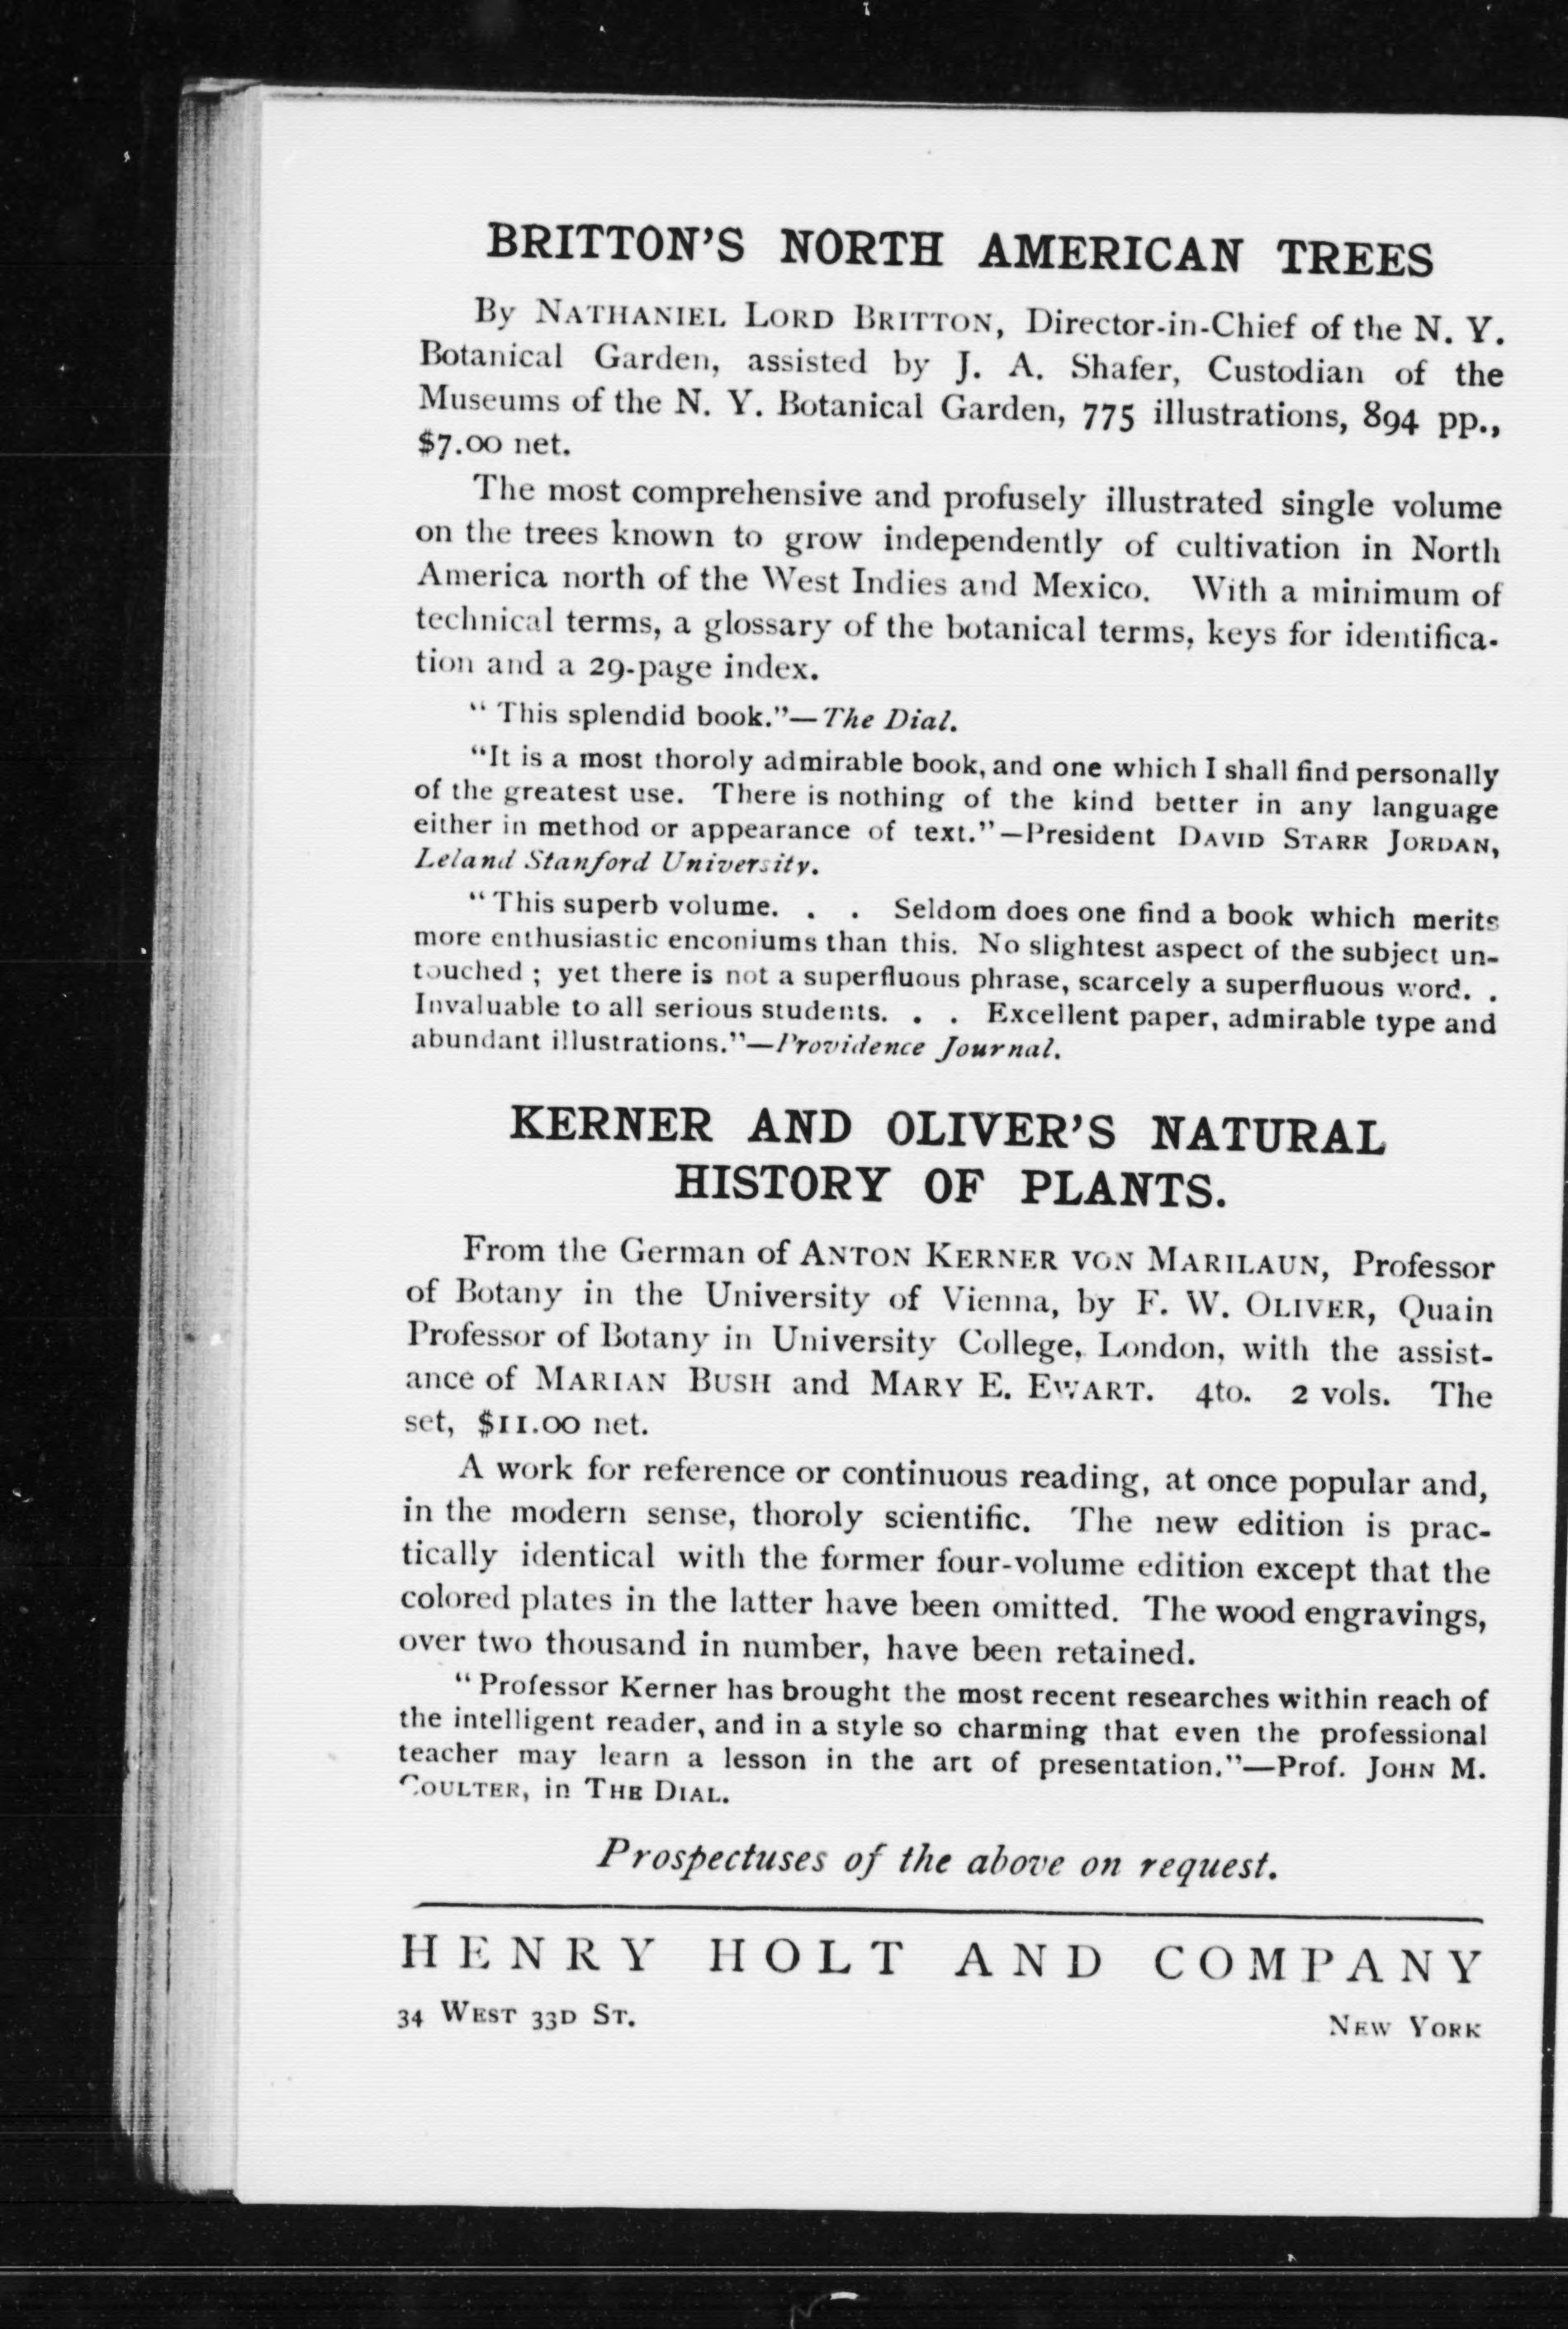 BRITTON'S NORTH AMERICAN TREES
By NATHANIEL LORD BRITTON, Director-in-Chief of the N. Y.
Botanical Garden, assisted by J. A. Shafer, Custodian of the
Museums of the N. Y. Botanical Garden, 775 illustrations, 894 pp.,
$7.00 net.
The most comprehensive and profusely illustrated single volume
on the trees known to grow independently of cultivation in North
America north of the West Indies and Mexico. With a minimum of
technical terms, a glossary of the botanical terms, keys for identifica-
tion and a 29-page index.
"This splendid book."—The Dial.
"It is a most thoroly admirable book, and one which I shall find personally
of the greatest use. There is nothing of the kind better in any language
either in method or appearance of text."—President DAVID STARR JORDAN,
Leland Stanford University.
"This superb volume. . . Seldom does one find a book which merits
more enthusiastic enconiums than this. No slightest aspect of the subject un-
touched ; yet there is not a superfluous phrase, scarcely a superfluous word. .
Invaluable to all serious students. . . Excellent paper, admirable type and
abundant illustrations."—Providence Journal.
KERNER AND OLIVER'S NATURAL
HISTORY OF PLANTS.
From the German of ANTON KERNER VON MARILAUN, Professor
of Botany in the University of Vienna, by F. W. OLIVER, Quain
Professor of Botany in University College, London, with the assist-
ance of MARIAN BUSH and MARY E. EWART. 4to. 2 vols. The
set, $11.00 net.
A work for reference or continuous reading, at once popular and,
in the modern sense, thoroly scientific. The new edition is prac-
tically identical with the former four-volume edition except that the
colored plates in the latter have been omitted. The wood engravings,
over two thousand in number, have been retained.
"Professor Kerner has brought the most recent researches within reach of
the intelligent reader, and in a style so charming that even the professional
teacher may learn a lesson in the art of presentation."—Prof. JOHN M.
COULTER, in THE DIAL.
Prospectuses of the above on request.
HENRY HOLT AND COMPANY
34 WEST 33D ST. NEW YORK